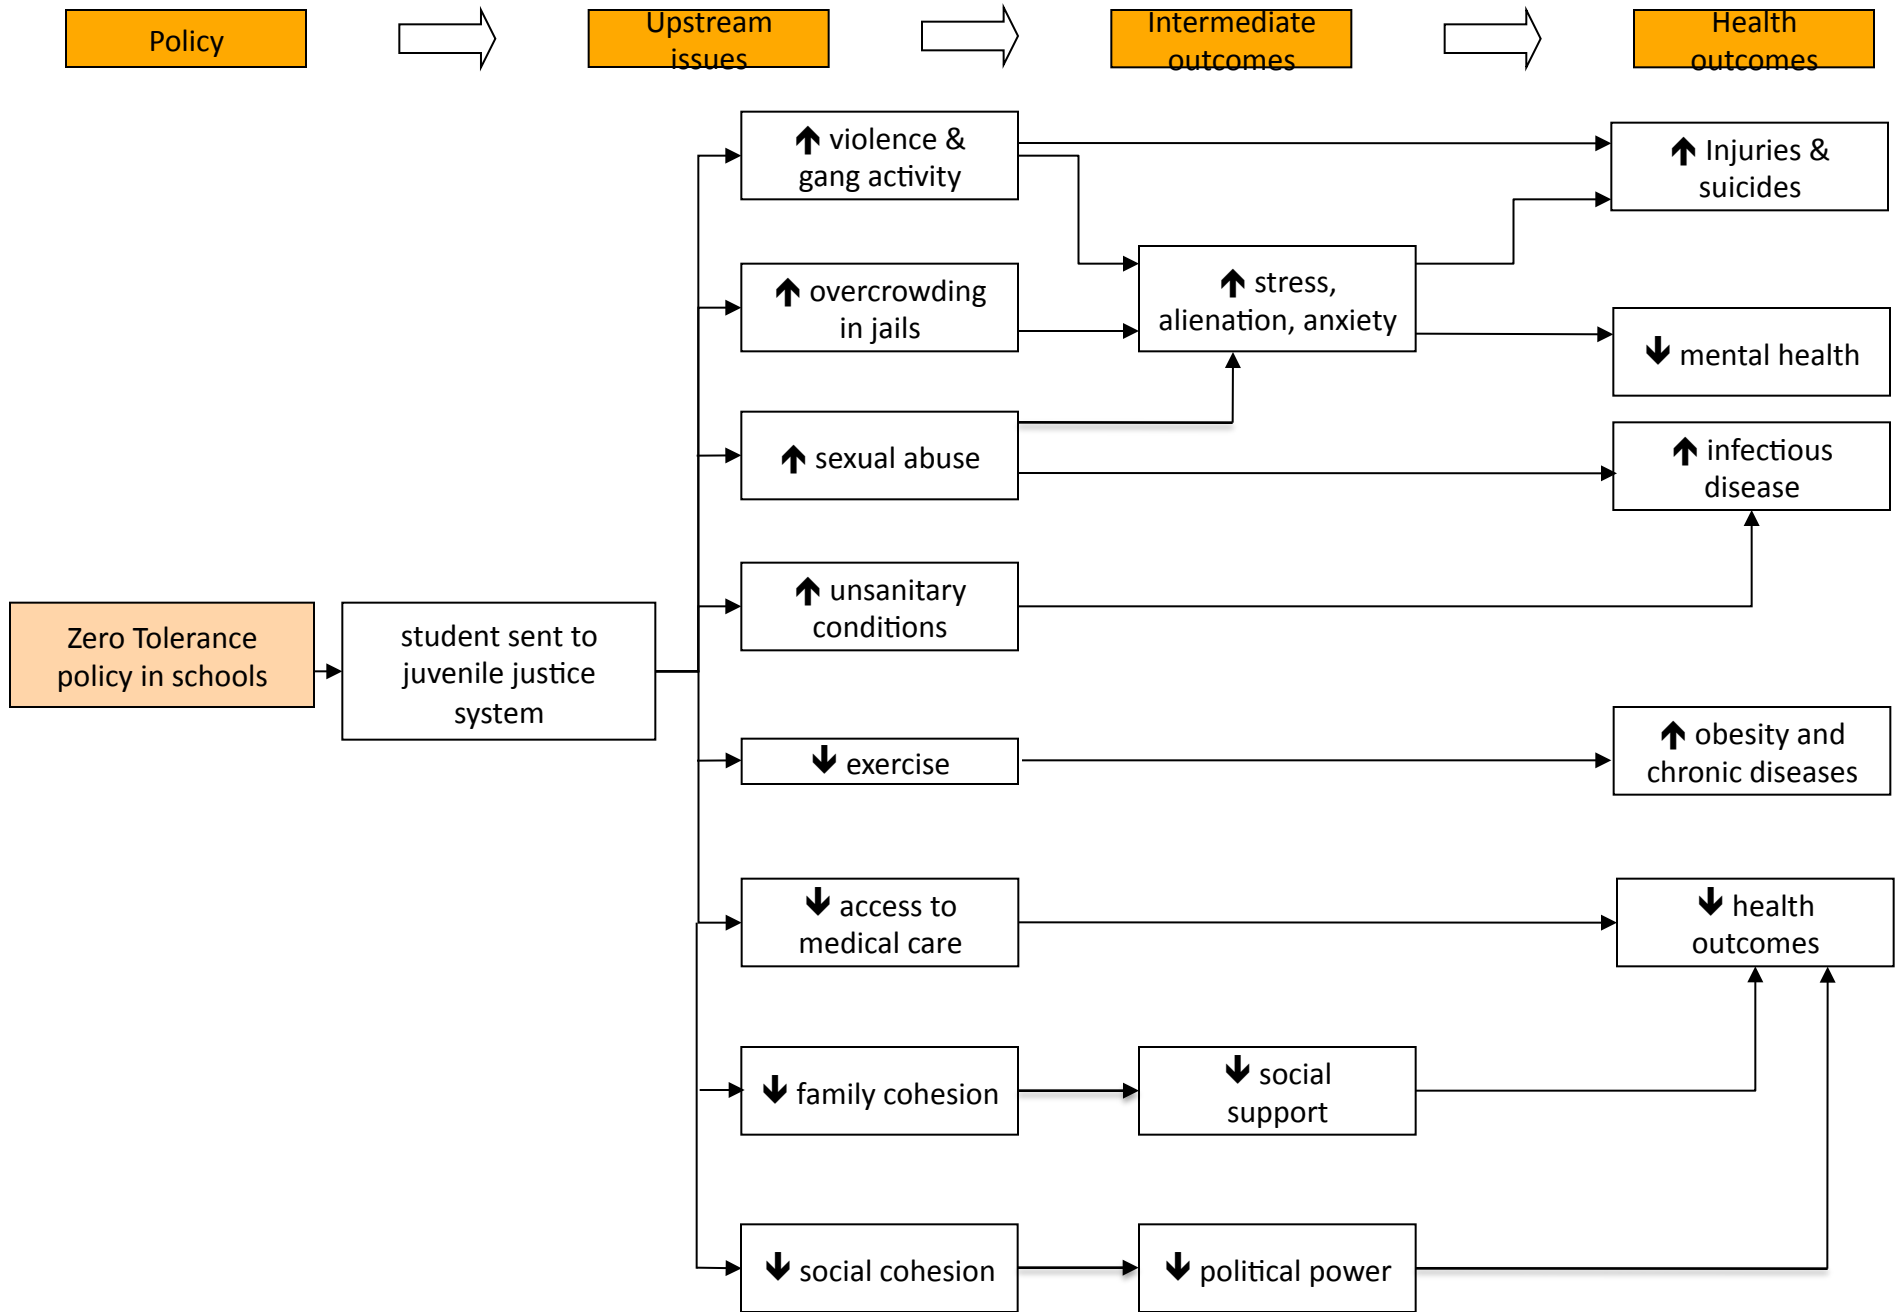 Policy
Upstream
issues
Intermediate
outcomes
Health
outcomes
↑ violence &
gang activity
↑ Injuries &
suicides
↑ overcrowding
in jails
↑ stress,
alienation, anxiety
↓ mental health
↑ sexual abuse
↑ infectious
disease
↑ unsanitary
conditions
Zero Tolerance
policy in schools
student sent to
juvenile justice
system
↓ exercise
↑ obesity and
chronic diseases
↓ access to
medical care
↓ health
outcomes
↓ family cohesion
↓ social
support
↓ social cohesion
↓ political power